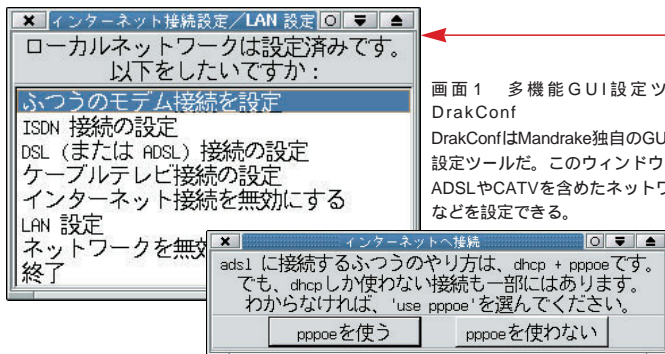 インターネット接続設定／LAN 設定
ローカルネットワークは設定済みです。
以下をしたいですか：
ふつうのモデム接続を設定
ISDN 接続の設定
DSL (または ADSL) 接続の設定
ケーブルテレビ接続の設定
インターネット接続を無効にする
LAN 設定
ネットワークを無効
終了
インターネットへ接続
adsl に接続するふつうのやり方は、dhcp + pppoeです。
でも、dhcpしか使わない接続も一部にはあります。
わからなければ、'use pppoe'を選んでください。
pppoeを使う
pppoeを使わない
画面1　多機能GUI設定ツ
DrakConf
DrakConfはMandrake独自のGU
設定ツールだ。このウィンドウ
ADSLやCATVを含めたネットワ
などを設定できる。